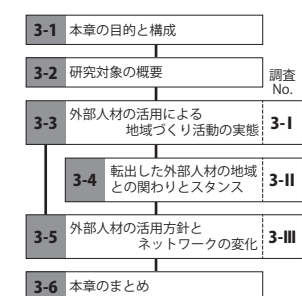 3-1 本章の目的と構成
3-2 研究対象の概要
調査
No.
3-3 外部人材の活用による
地域づくり活動の実態 3-I
3-4 転出した外部人材の地域
との関わりとスタンス 3-II
3-5 外部人材の活用方針と
ネットワークの変化 3-III
3-6 本章のまとめ